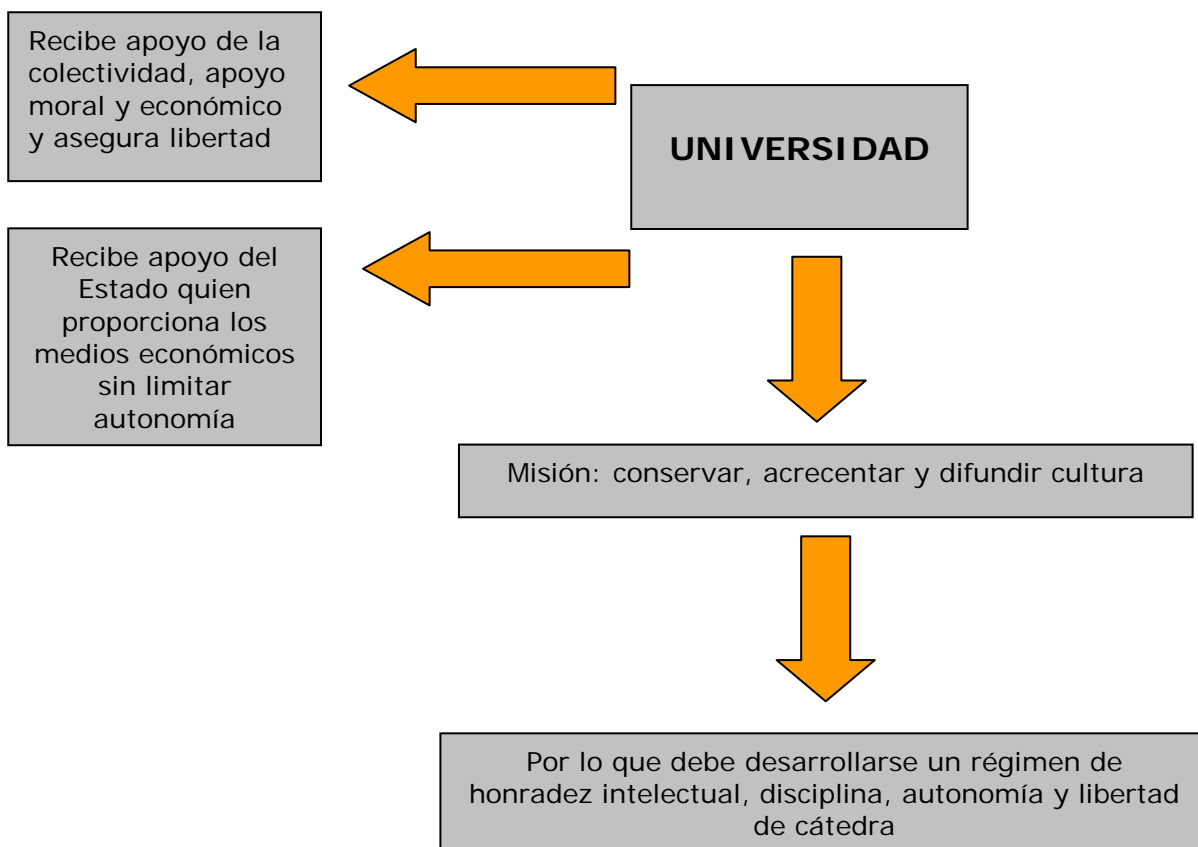 Recibe apoyo de la
colectividad, apoyo
moral y económico
y asegura libertad
UNIVERSIDAD
Recibe apoyo del
Estado quien
proporciona los
medios económicos
sin limitar
autonomía
Misión: conservar, acrecentar y difundir cultura
Por lo que debe desarrollarse un régimen de
honradez intelectual, disciplina, autonomía y libertad
de cátedra